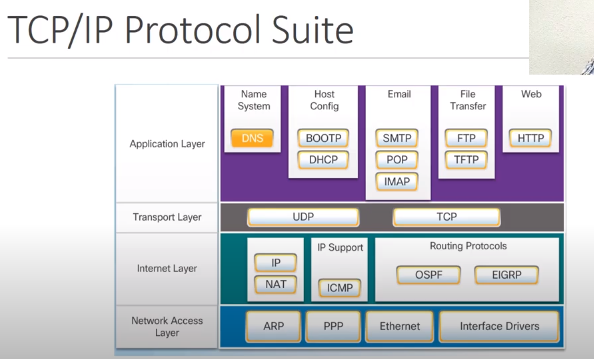 TCP/IP Protocol Suite
Application Layer
Name
System
DNS
Host
Config
BOOTP
DHCP
Email
SMTP
POP
IMAP
File
Transfer
FTP
TFTP
Web
HTTP
Transport Layer
UDP
TCP
Internet Layer
IP
NAT
IP Support
ICMP
Routing Protocols
OSPF
EIGRP
Network Access
Layer
ARP
PPP
Ethernet
Interface Drivers